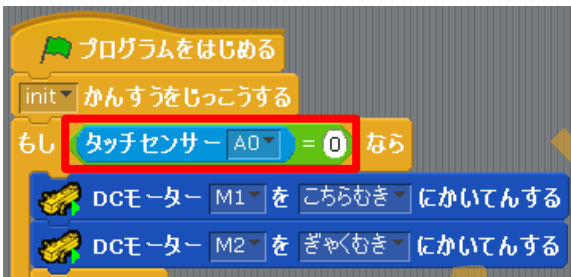 プログラムをはじめる
init かんすうをじっこうする
もし タッチセンサー A0 = 0 なら
DCモーター M1 を こちらむき にかいてんする
DCモーター M2 を ぎゃくむき にかいてんする